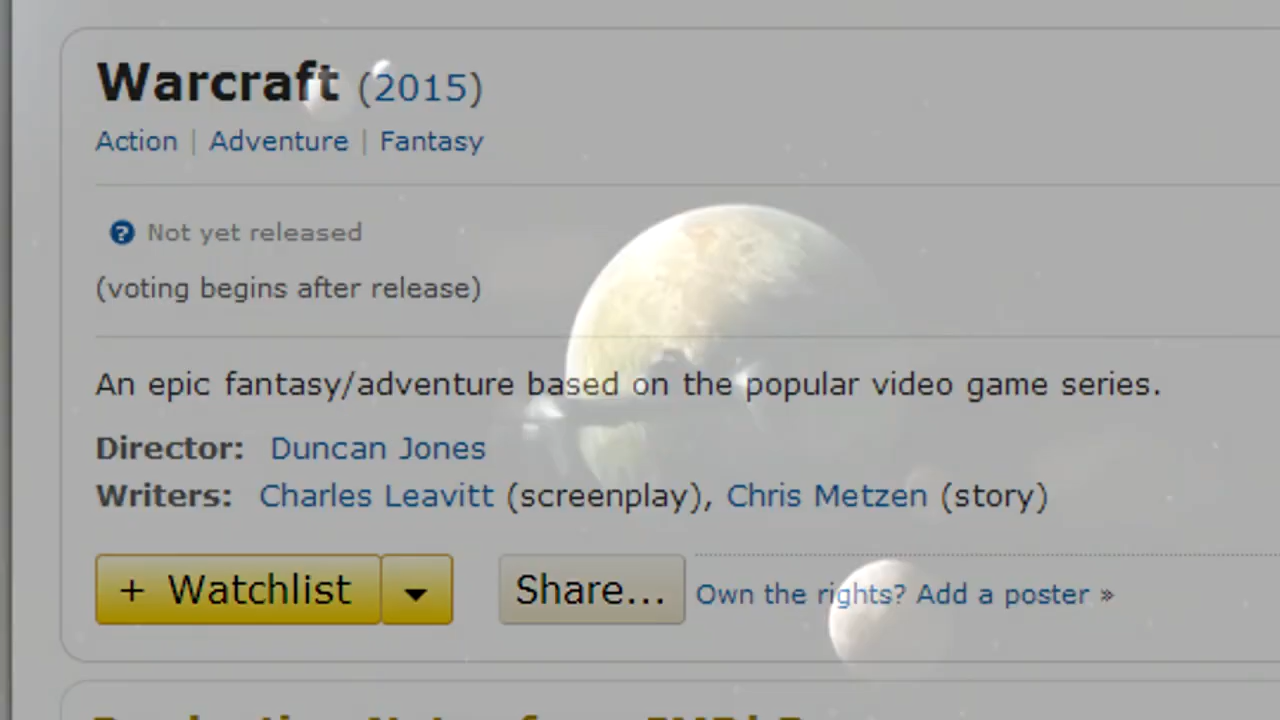 Warcraft (2015)
Action | Adventure | Fantasy
? Not yet released
(voting begins after release)
An epic fantasy/adventure based on the popular video game series.
Director: Duncan Jones
Writers: Charles Leavitt (screenplay), Chris Metzen (story)
+ Watchlist
Share...
Own the rights? Add a poster »